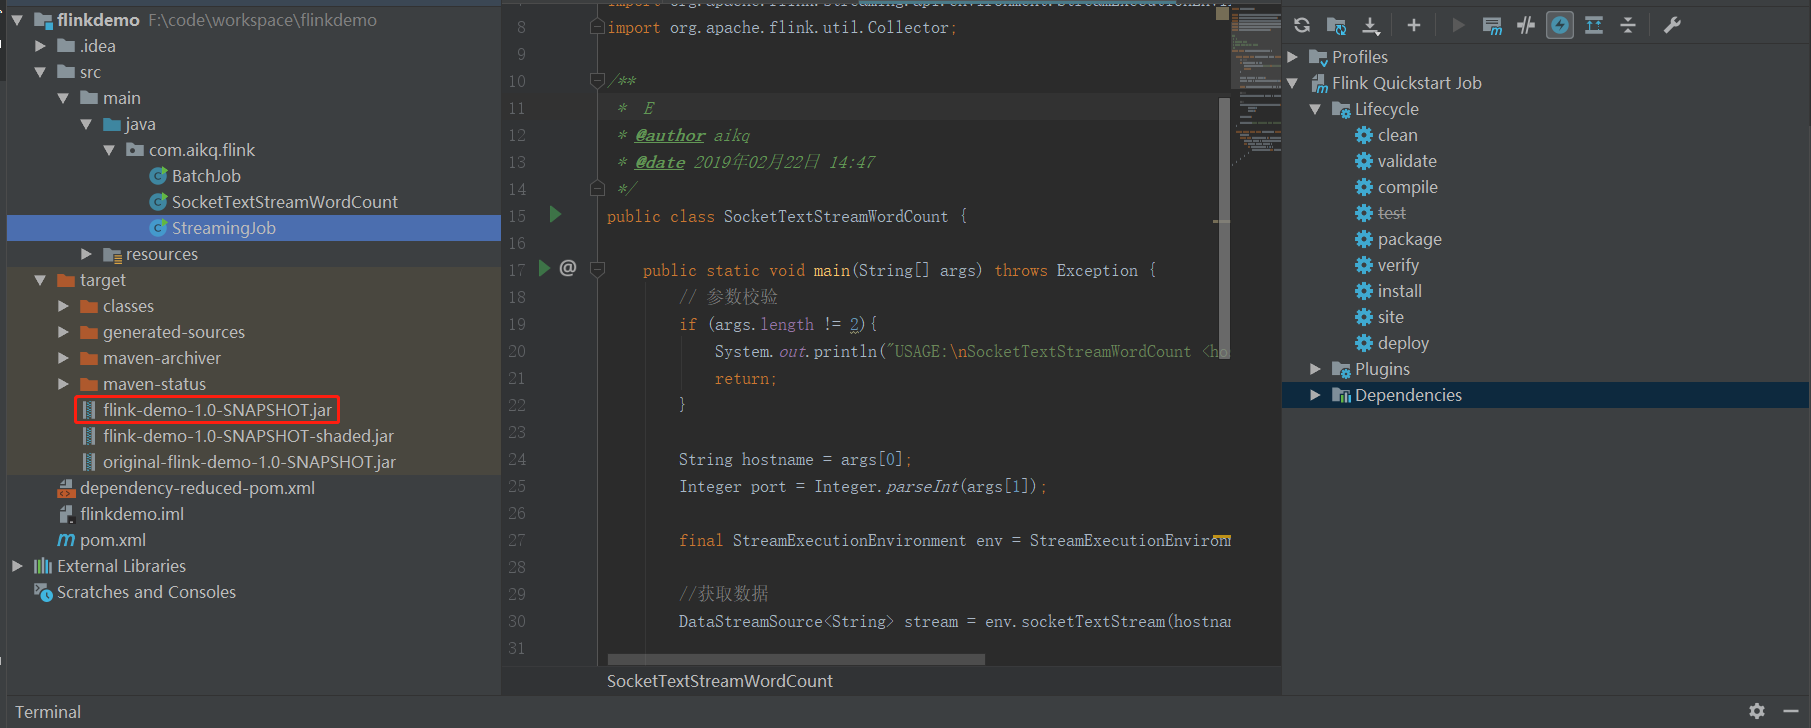 flinkdemo F:\code\workspace\flinkdemo
.idea
src
main
java
com.aikq.flink
BatchJob
SocketTextStreamWordCount
StreamingJob
resources
target
classes
generated-sources
maven-archiver
maven-status
flink-demo-1.0-SNAPSHOT.jar
flink-demo-1.0-SNAPSHOT-shaded.jar
original-flink-demo-1.0-SNAPSHOT.jar
dependency-reduced-pom.xml
flinkdemo.iml
pom.xml
External Libraries
Scratches and Consoles
8 import org.apache.flink.util.Collector;
9
10 /**
11 * E
12 * @author aikq
13 * @date 2019年02月22日 14:47
14 */
15 public class SocketTextStreamWordCount {
16
17 @ public static void main(String[] args) throws Exception {
18 // 参数校验
19 if (args.length != 2){
20 System.out.println("USAGE:\nSocketTextStreamWordCount <ho
21 return;
22 }
23
24 String hostname = args[0];
25 Integer port = Integer.parseInt(args[1]);
26
27 final StreamExecutionEnvironment env = StreamExecutionEnvironm
28
29 //获取数据
30 DataStreamSource<String> stream = env.socketTextStream(hostnam
31
SocketTextStreamWordCount
Profiles
Flink Quickstart Job
Lifecycle
clean
validate
compile
test
package
verify
install
site
deploy
Plugins
Dependencies
Terminal